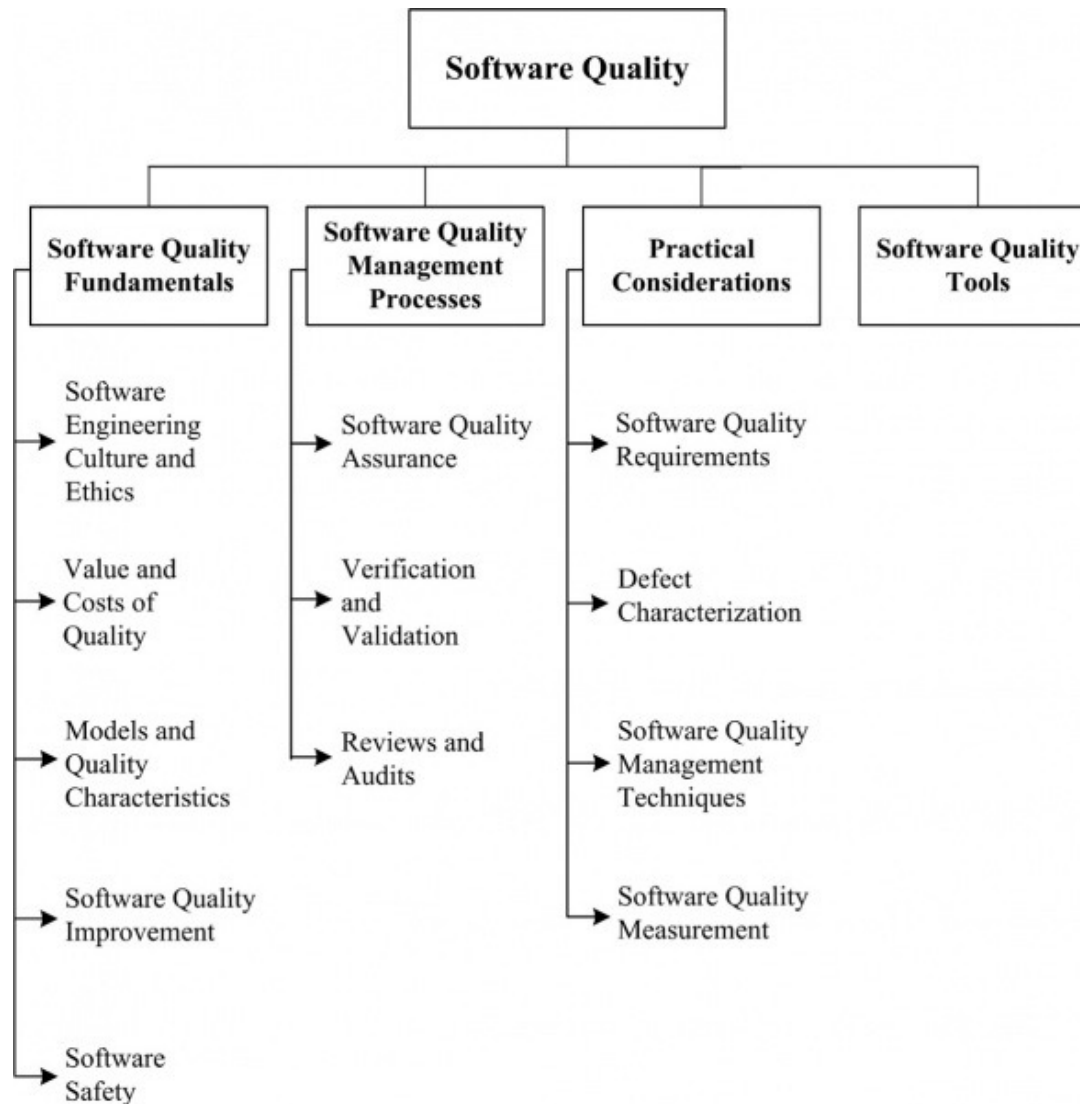 Software Quality
Software Quality
Fundamentals
Software
Engineering
Culture and
Ethics
Value and
Costs of
Quality
Models and
Quality
Characteristics
Software Quality
Improvement
Software
Safety
Software Quality
Management
Processes
Software Quality
Assurance
Verification
and
Validation
Reviews and
Audits
Practical
Considerations
Software Quality
Requirements
Defect
Characterization
Software Quality
Management
Techniques
Software Quality
Measurement
Software Quality
Tools